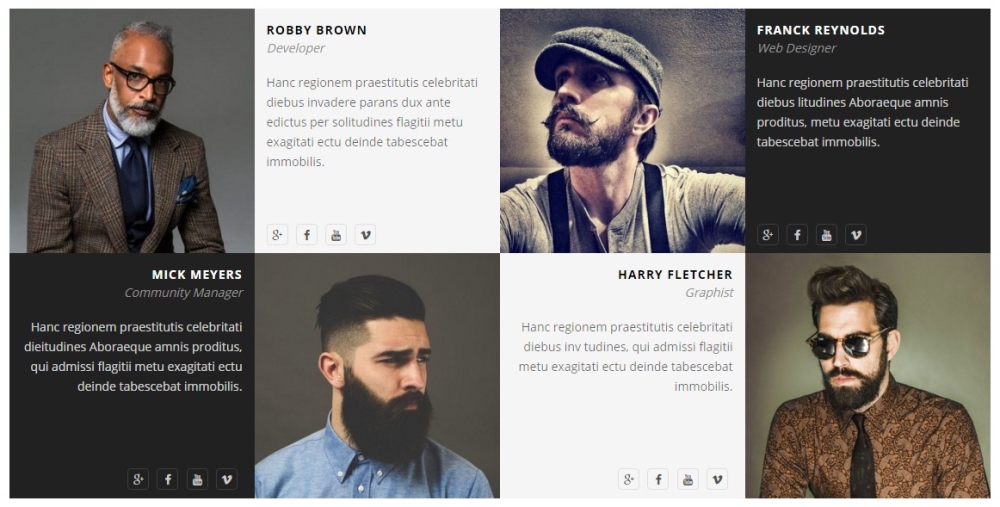 ROBBY BROWN
Developer
Hanc regionem praestitutis celebritati
diebus invadere parans dux ante
edictus per solitudines flagitii metu
exagitati ectu deinde tabescebat
immobilis.
FRANCK REYNOLDS
Web Designer
Hanc regionem praestitutis celebritati
diebus litudines Aboraeque amnis
proditus, metu exagitati ectu deinde
tabescebat immobilis.
MICK MEYERS
Community Manager
Hanc regionem praestitutis celebritati
dieitudines Aboraeque amnis proditus,
qui admissi flagitii metu exagitati ectu
deinde tabescebat immobilis.
HARRY FLETCHER
Graphist
Hanc regionem praestitutis celebritati
diebus inv tudines, qui admissi flagitii
metu exagitati ectu deinde tabescebat
immobilis.